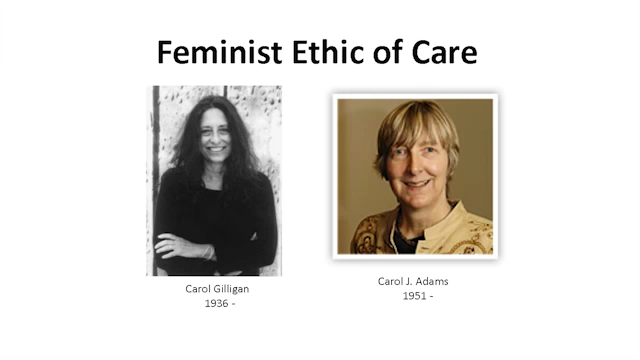 Feminist Ethic of Care
Carol Gilligan
1936 -
Carol J. Adams
1951 -